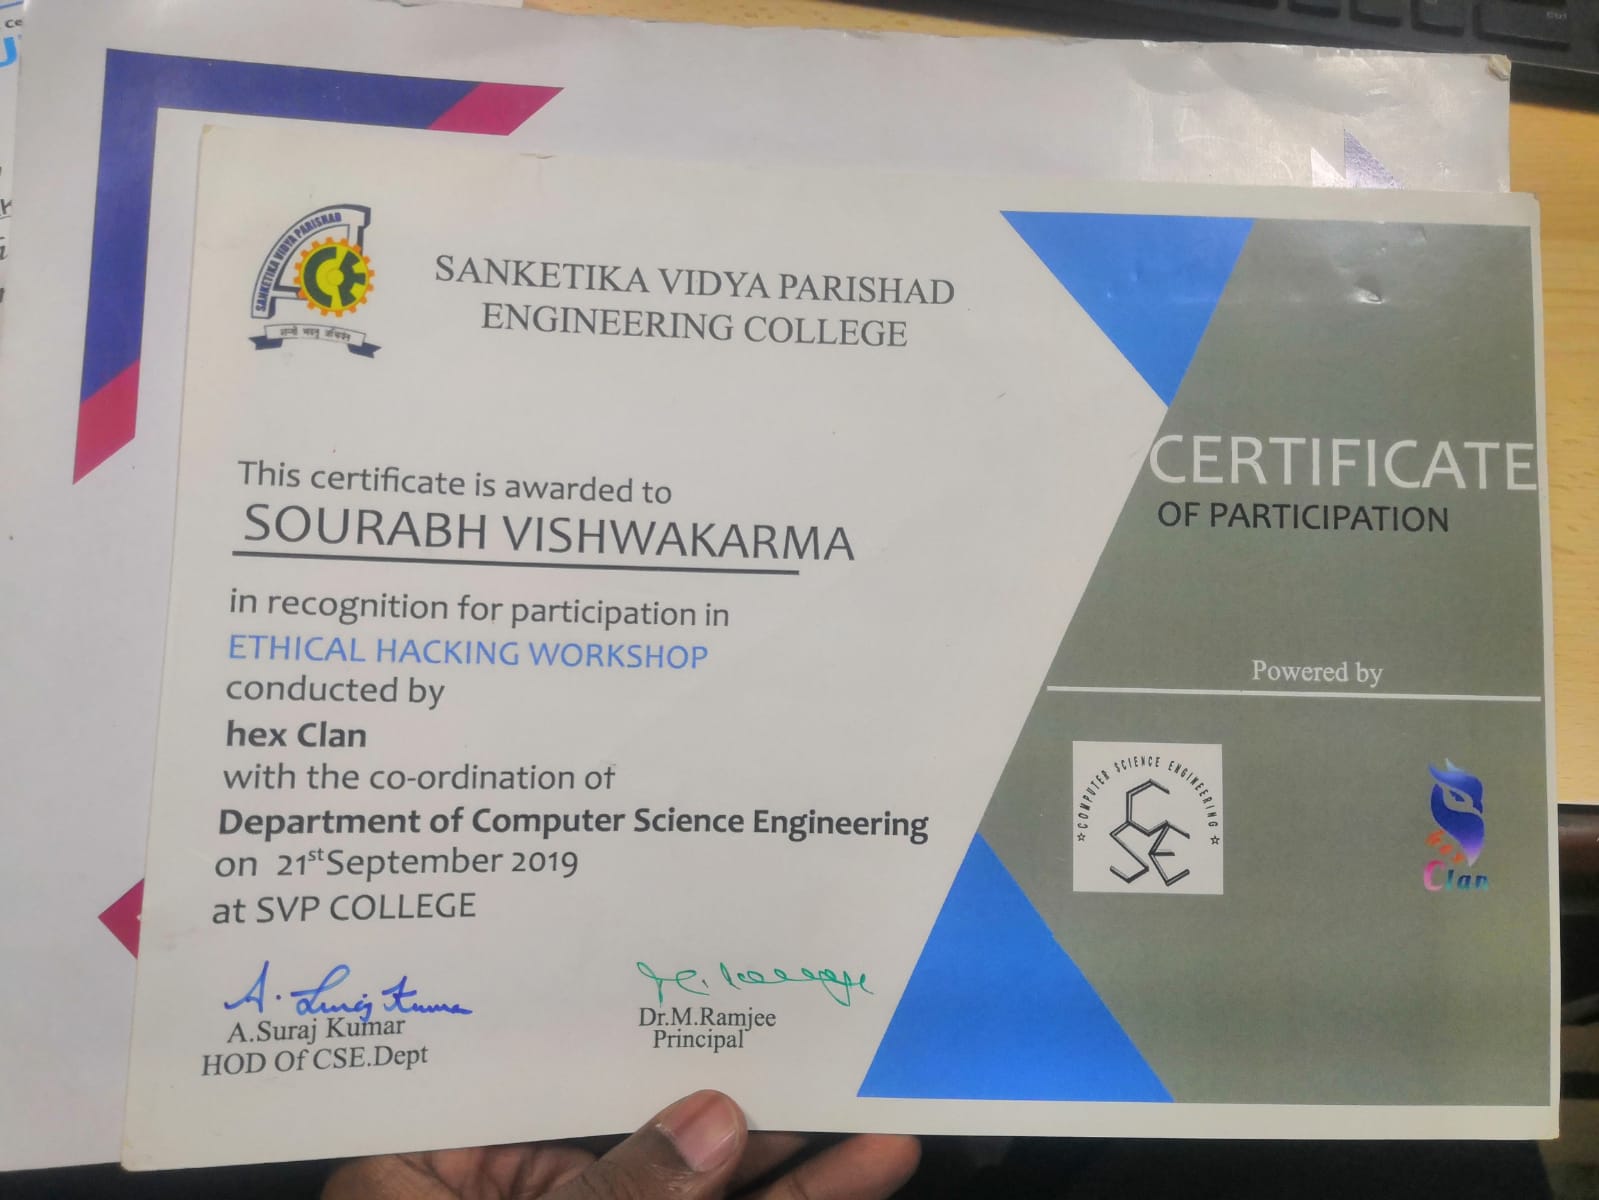 SANKETIKA VIDYA PARISHAD
SANKETIKA VIDYA PARISHAD
ENGINEERING COLLEGE
This certificate is awarded to
SOURABH VISHWAKARMA
in recognition for participation in
ETHICAL HACKING WORKSHOP
conducted by
hex Clan
with the co-ordination of
Department of Computer Science Engineering
on 21st September 2019
at SVP COLLEGE
A. Suraj Kumar
A.Suraj Kumar
HOD Of CSE.Dept
Dr.M.Ramjee
Principal
CERTIFICATE
OF PARTICIPATION
Powered by
COMPUTER SCIENCE ENGINEERING
CSE
hex
Clan